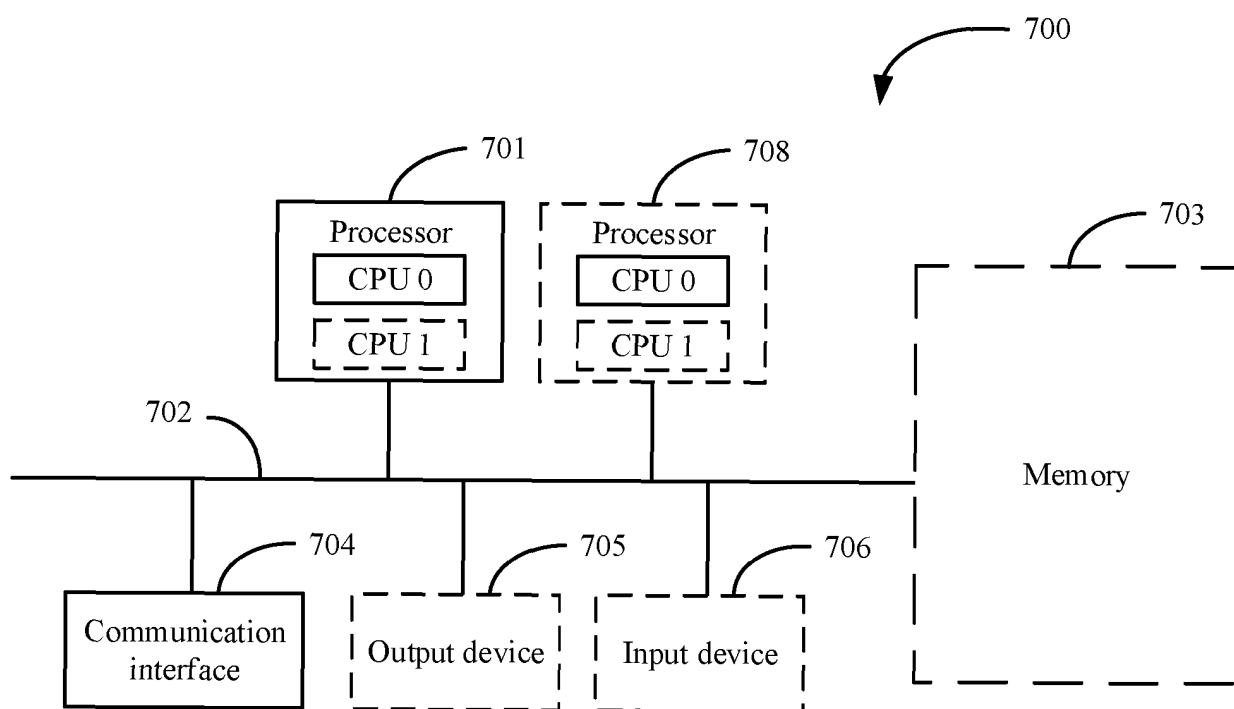 700
701
708
703
Processor
Processor
CPU 0
CPU 0
CPU 1
CPU 1
702
Memory
704
705
706
Communication
interface
Output device
Input device